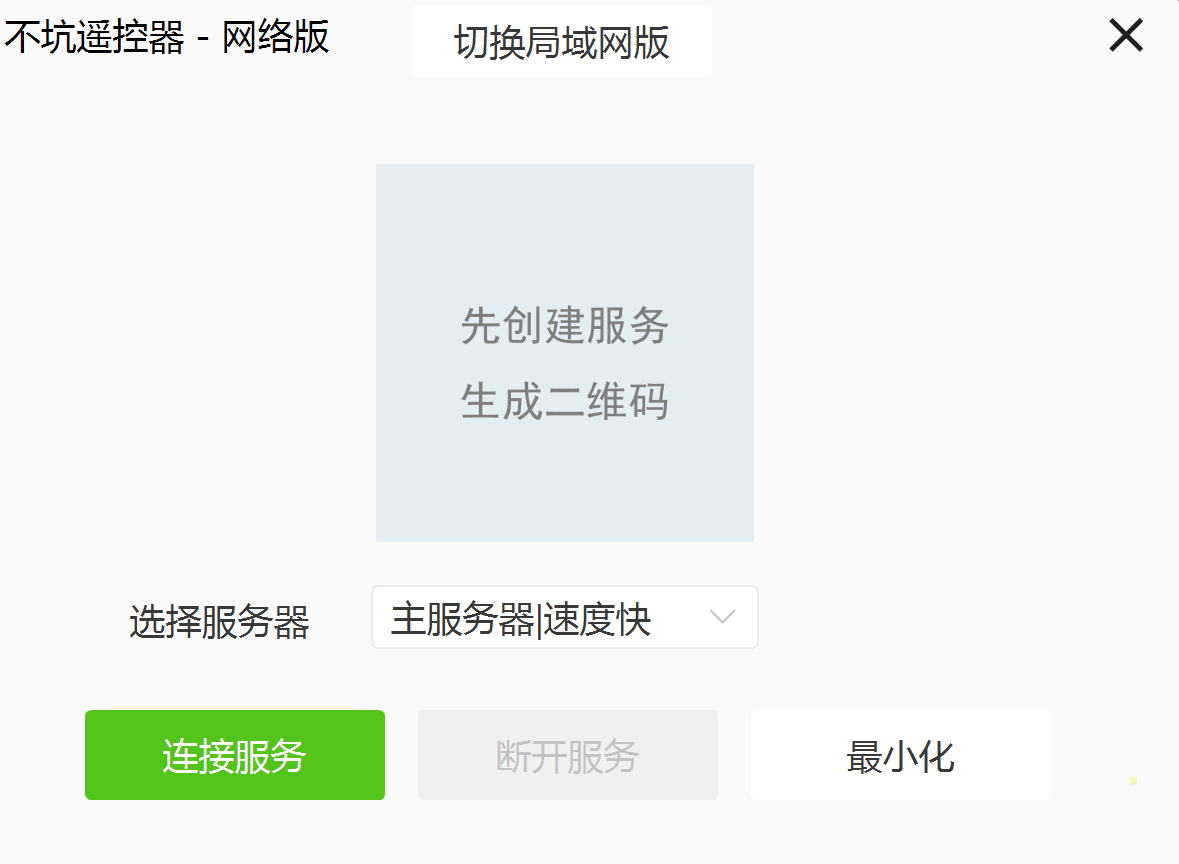 不坑遥控器 - 网络版
切换局域网版
先创建服务
生成二维码
选择服务器
主服务器|速度快
连接服务
断开服务
最小化